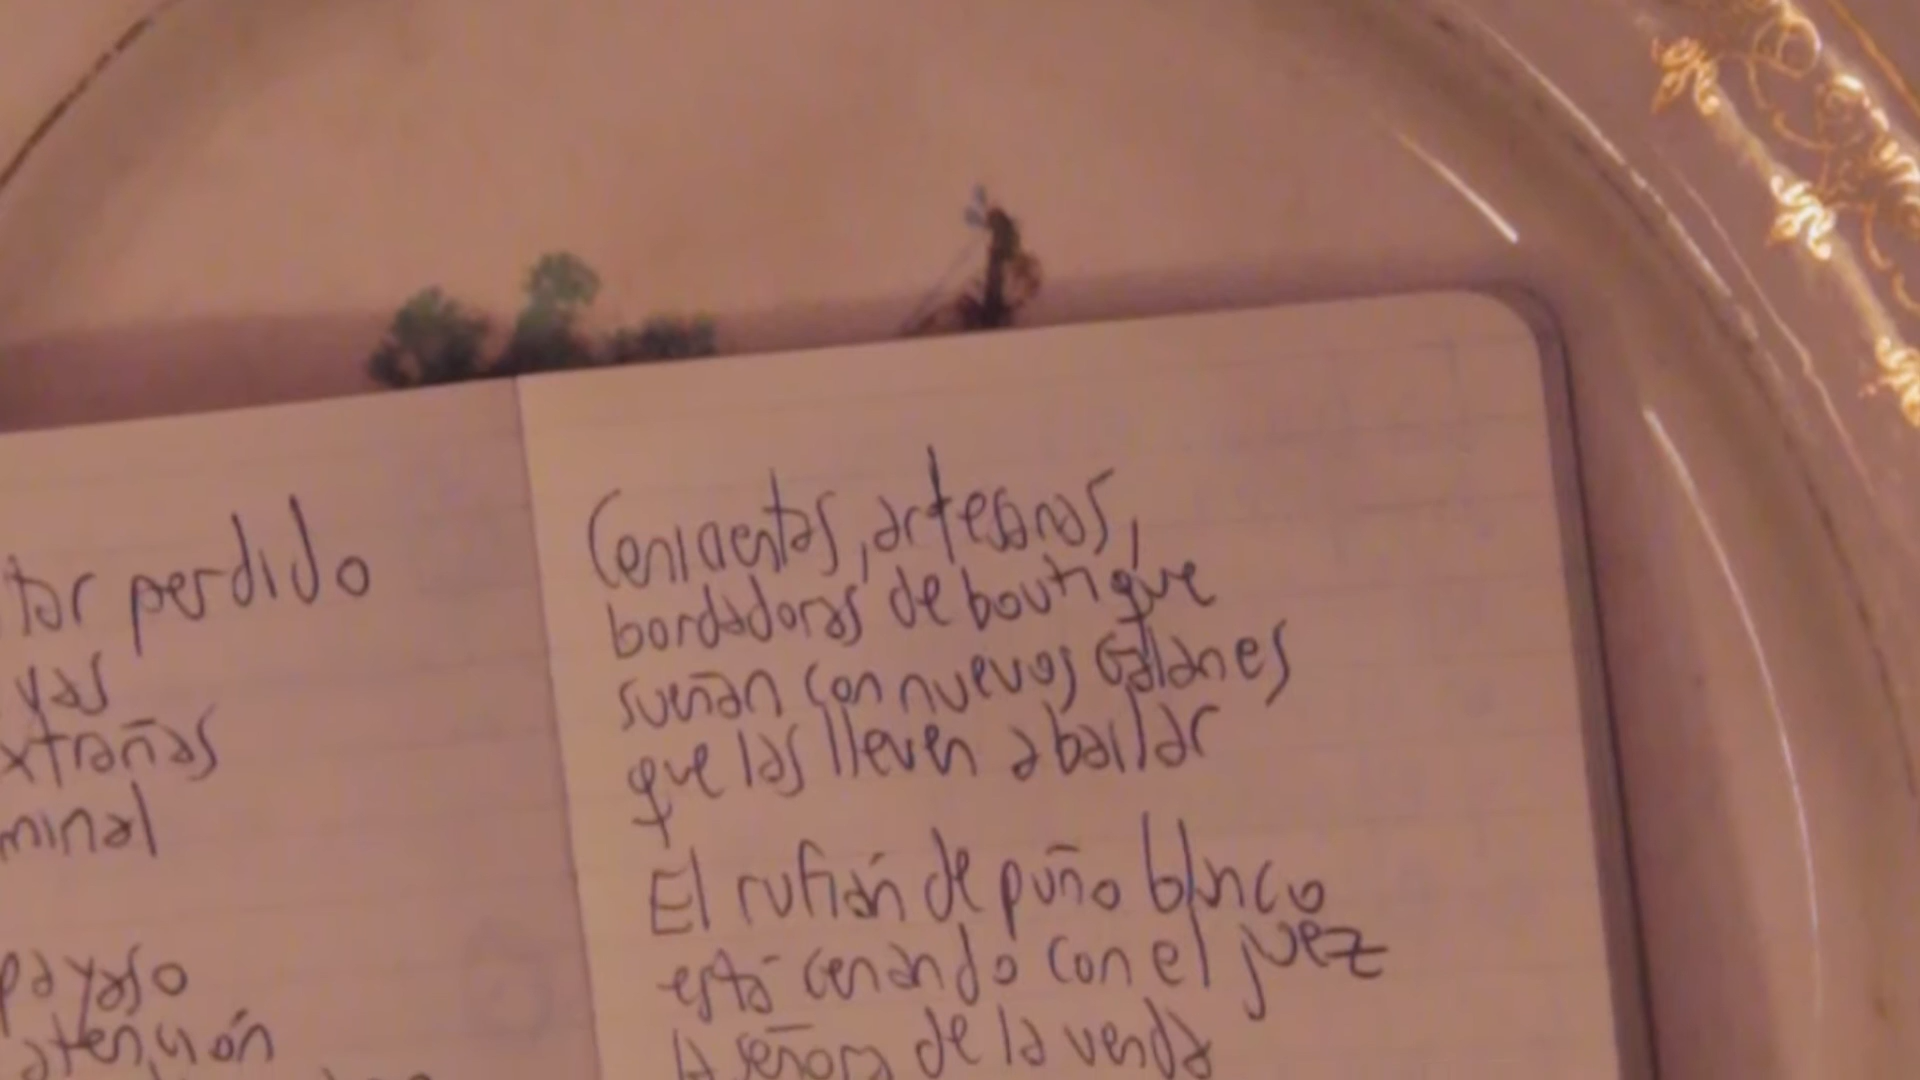 tar perdido
yas
xtrañas
minal
payaso
atención
Cenicientas, artesanas,
bordadoras de boutique
sueñan con nuevos galanes
que las lleven a bailar
El rufián de puño blanco
está cenando con el juez
la señora de la venda